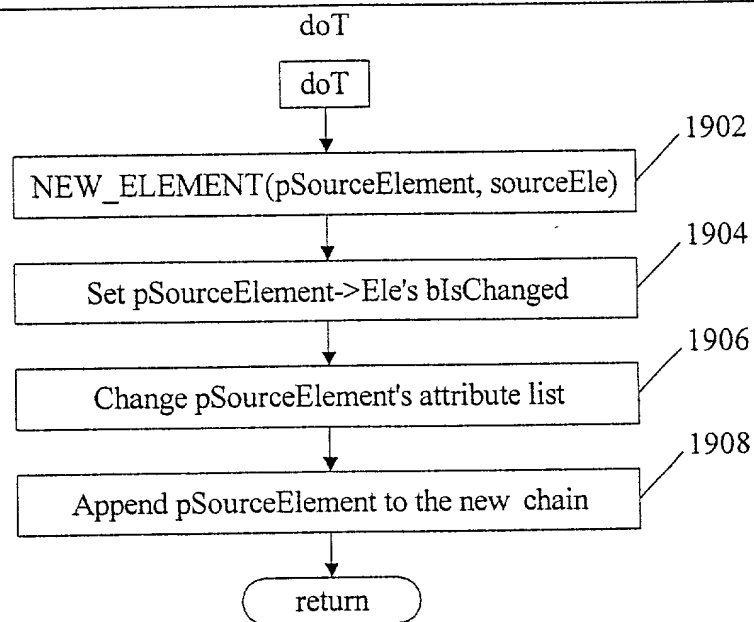 doT
doT
1902
NEW_ELEMENT(pSourceElement, sourceEle)
1904
Set pSourceElement->Ele's bIsChanged
1906
Change pSourceElement's attribute list
1908
Append pSourceElement to the new chain
return